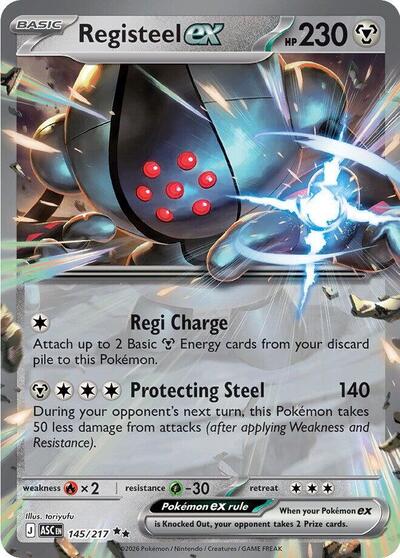 BASIC Registeel ex HP 230
Regi Charge
Attach up to 2 Basic Energy cards from your discard
pile to this Pokémon.
Protecting Steel 140
During your opponent's next turn, this Pokémon takes
50 less damage from attacks (after applying Weakness and
Resistance).
weakness ×2 resistance -30 retreat
Pokémon ex rule When your Pokémon ex
is Knocked Out, your opponent takes 2 Prize cards.
Illus. toriyufu
J ASC EN 145/217
©2026 Pokémon / Nintendo / Creatures / GAME FREAK